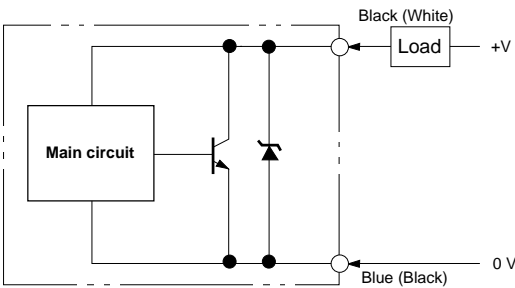 Black (White)
Load
+V
Main circuit
0 V
Blue (Black)